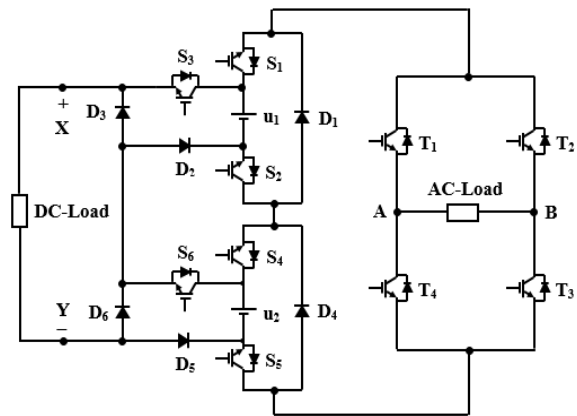 S₃
S₁
+
D₃
X
u₁
D₁
T₁
T₂
D₂
S₂
DC-Load
AC-Load
A
B
S₆
S₄
Y
D₆
u₂
D₄
T₄
T₃
–
D₅
S₅